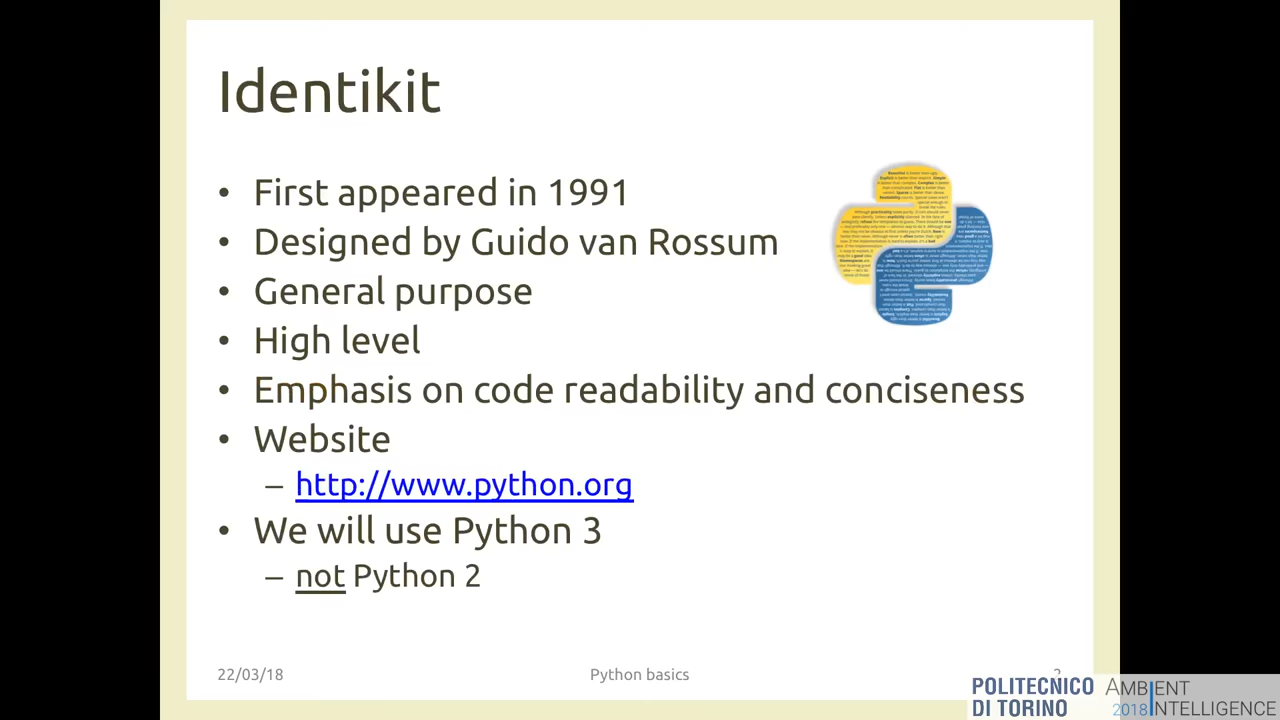 Identikit
• First appeared in 1991
• Designed by Guido van Rossum
• General purpose
• High level
• Emphasis on code readability and conciseness
• Website
– http://www.python.org
• We will use Python 3
– not Python 2
22/03/18
Python basics
2
POLITECNICO
DI TORINO
AMBIENT
2018 INTELLIGENCE